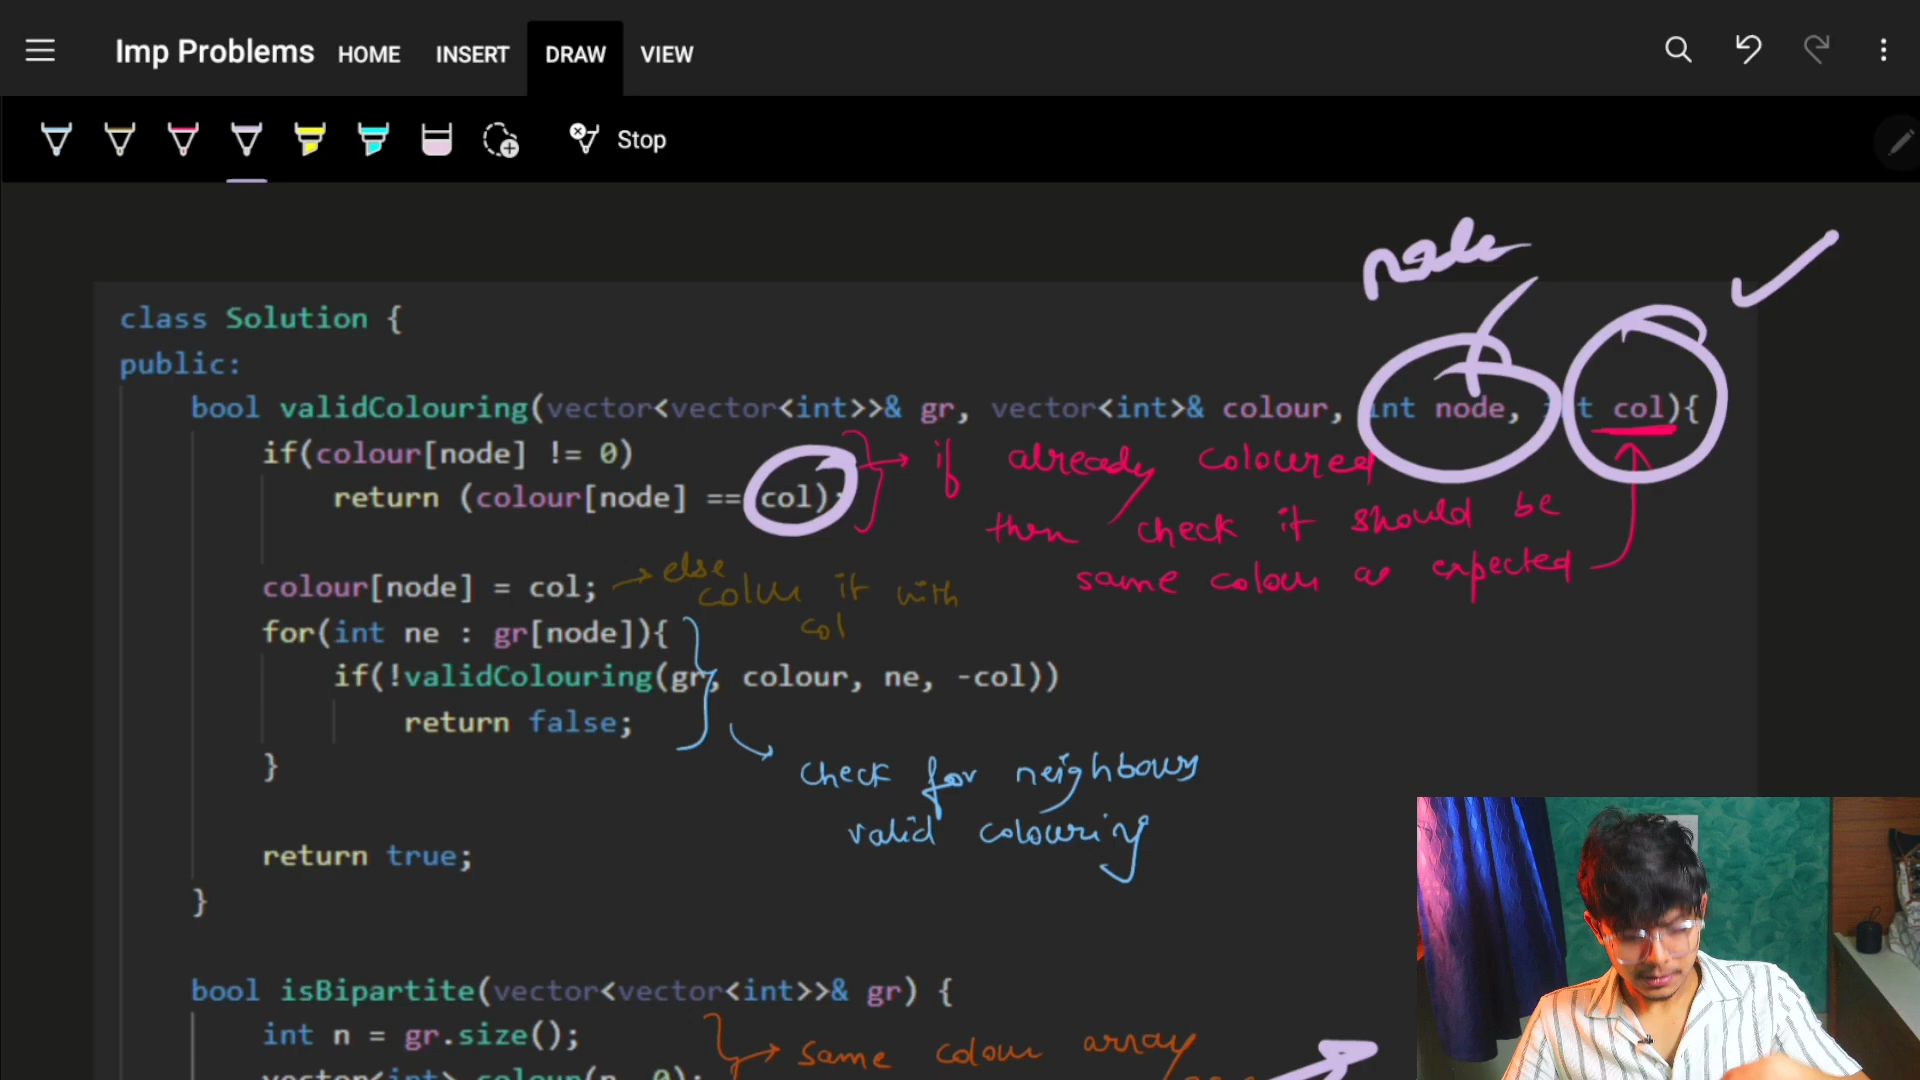 Imp Problems HOME INSERT DRAW VIEW
Stop
node
class Solution {
public:
bool validColouring(vector<vector<int>>& gr, vector<int>& colour, int node, int col){
if(colour[node] != 0)
return (colour[node] == col);
if already coloured
then check it should be
same colour as expected
colour[node] = col;
else
colour it with
col
for(int ne : gr[node]){
if(!validColouring(gr, colour, ne, -col))
return false;
}
check for neighbours
valid colouring
return true;
}
bool isBipartite(vector<vector<int>>& gr) {
int n = gr.size();
same colour array
vector<int> colour(n, 0);